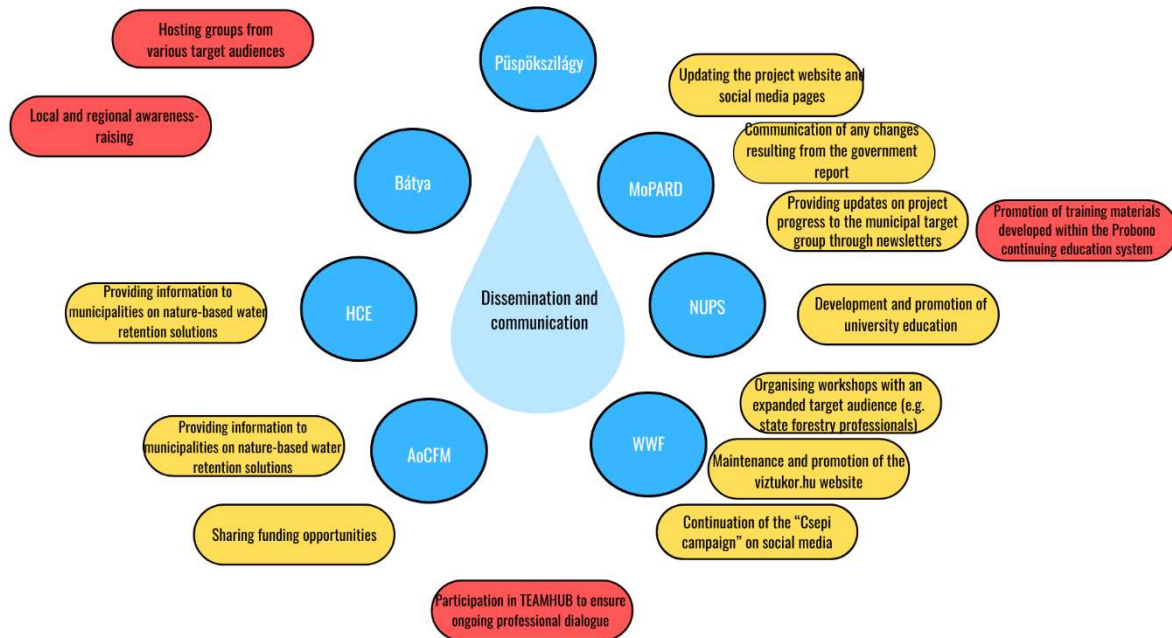 Hosting groups from
various target audiences
Püspökszilágy
Updating the project website and
social media pages
Local and regional awareness-
raising
Communication of any changes
resulting from the government
report
Bátya
MoPARD
Providing updates on project
progress to the municipal target
group through newsletters
Promotion of training materials
developed within the Probono
continuing education system
Providing information to
municipalities on nature-based water
retention solutions
HCE
Dissemination and
communication
NUPS
Development and promotion of
university education
Organising workshops with an
expanded target audience (e.g.
state forestry professionals)
Providing information to
municipalities on nature-based water
retention solutions
AoCFM
WWF
Maintenance and promotion of the
viztukor.hu website
Sharing funding opportunities
Continuation of the “Csepi
campaign” on social media
Participation in TEAMHUB to ensure
ongoing professional dialogue